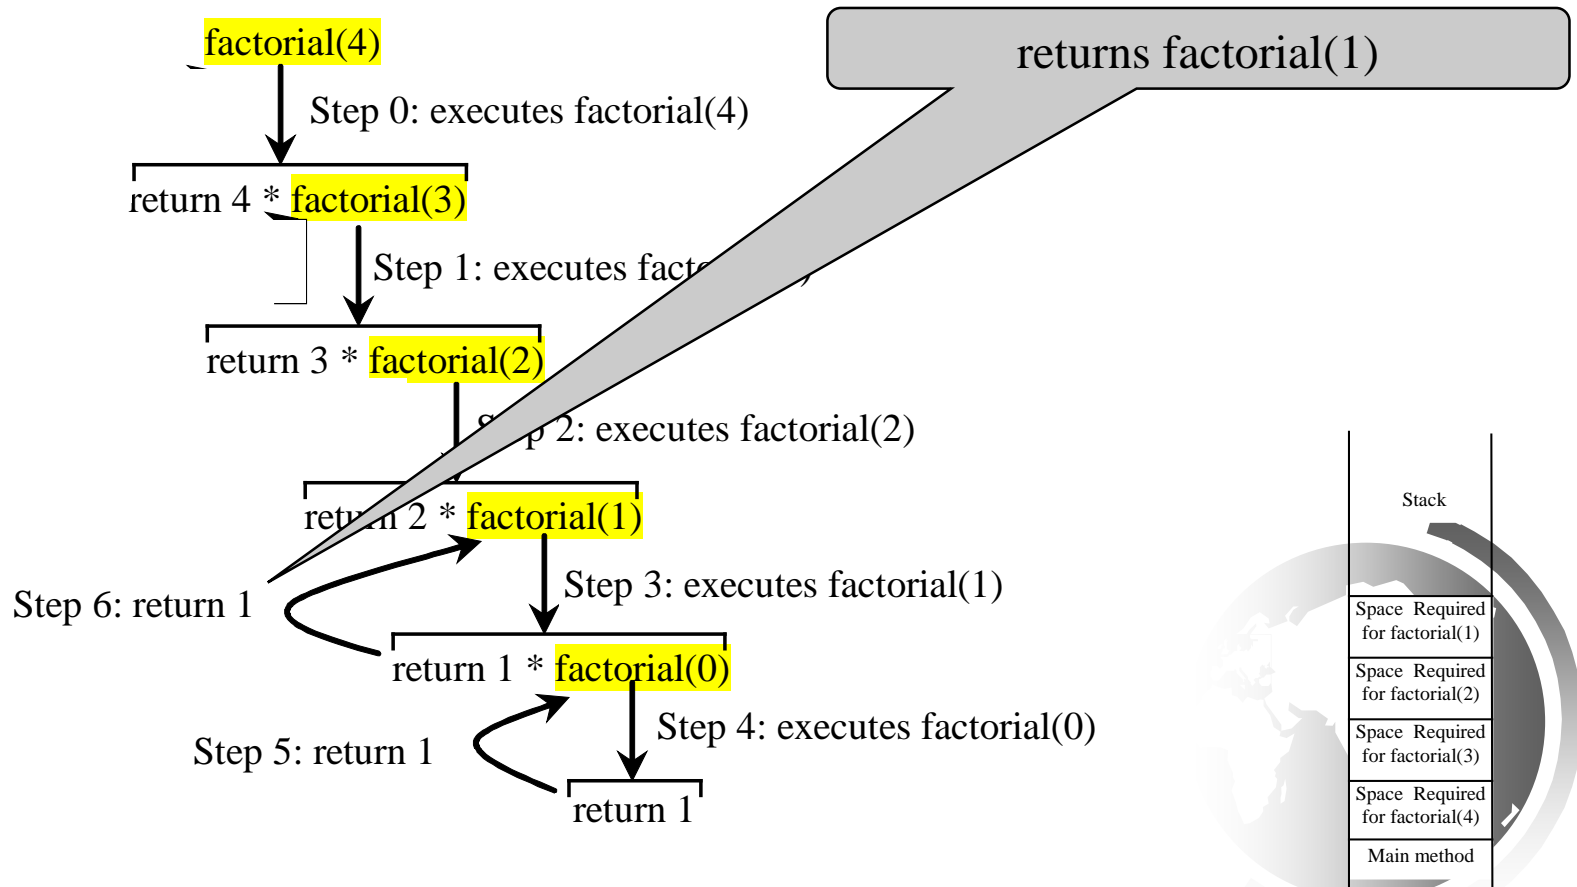 factorial(4)
returns factorial(1)
Step 0: executes factorial(4)
return 4 * factorial(3)
Step 1: executes
return 3 * factorial(2)
2: executes factorial(2)
return 2 * factorial(1)
Step 3: executes factorial(1)
Step 6: return 1
return 1 * factorial(0)
Step 4: executes factorial(0)
Step 5: return 1
return 1
Stack
Space Required
for factorial(1)
Space Required
for factorial(2)
Space Required
for factorial(3)
Space Required
for factorial(4)
Main method